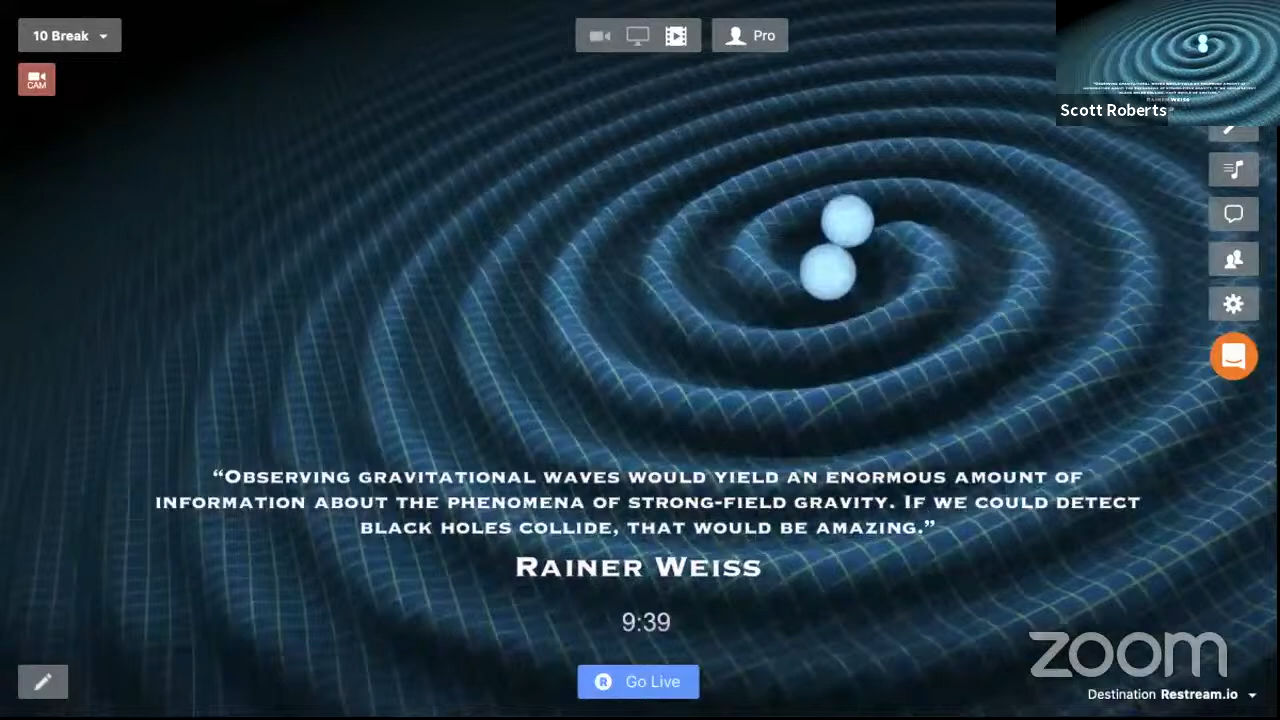 10 Break
Pro
CAM
Scott Roberts
“Observing gravitational waves would yield an enormous amount of
information about the phenomena of strong-field gravity. If we could detect
black holes collide, that would be amazing.”
Rainer Weiss
9:39
R Go Live
zoom
Destination Restream.io